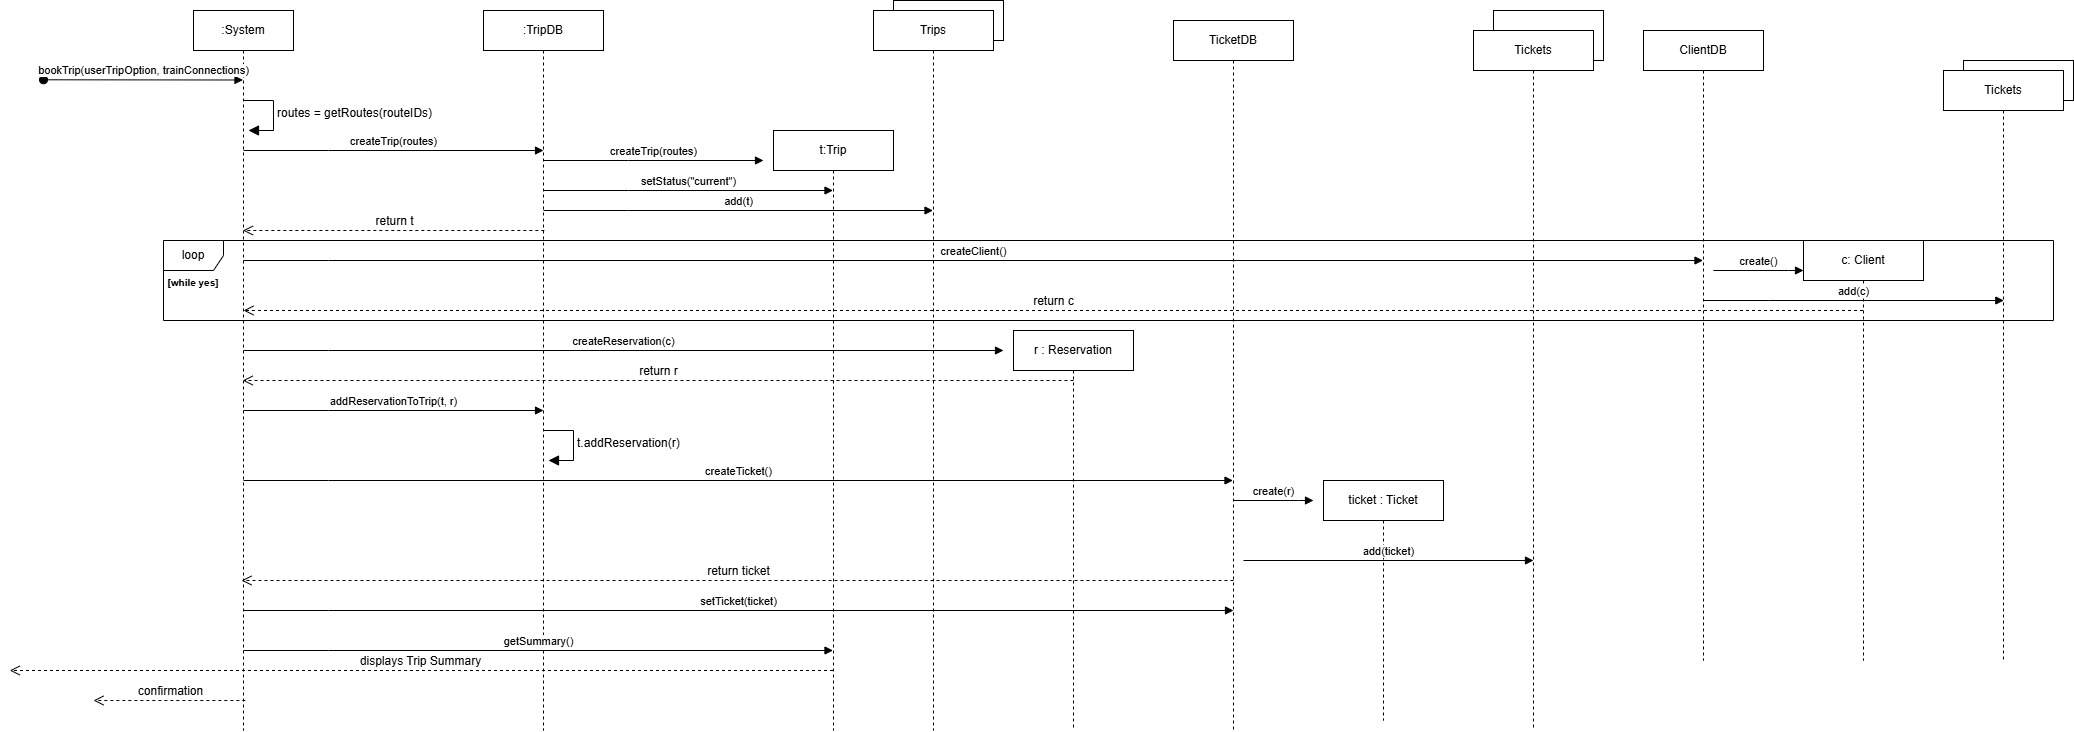 :System
:TripDB
Trips
TicketDB
Tickets
ClientDB
Tickets
bookTrip(userTripOption, trainConnections)
routes = getRoutes(routeIDs)
createTrip(routes)
createTrip(routes)
t:Trip
setStatus("current")
add(t)
return t
loop
[while yes]
createClient()
create()
c: Client
add(c)
return c
createReservation(c)
r : Reservation
return r
addReservationToTrip(t, r)
t.addReservation(r)
createTicket()
create(r)
ticket : Ticket
add(ticket)
return ticket
setTicket(ticket)
getSummary()
displays Trip Summary
confirmation